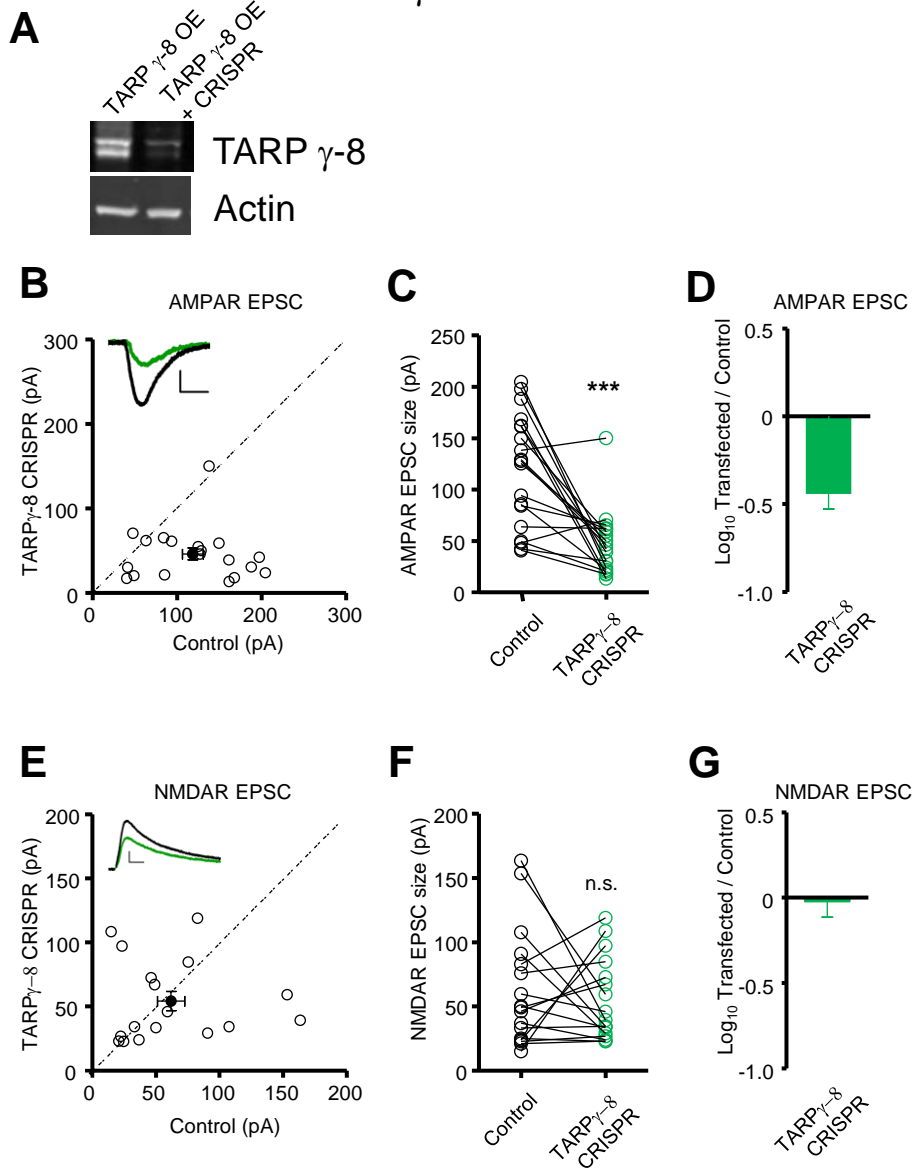 A
TARP γ-8 OE
TARP γ-8 OE
+ CRISPR
TARP γ-8
Actin
B
AMPAR EPSC
TARPγ-8 CRISPR (pA)
300
200
100
0
0
100
200
300
Control (pA)
C
AMPAR EPSC size (pA)
250
200
150
100
50
0
***
Control
TARPγ-8
CRISPR
D
AMPAR EPSC
Log10 Transfected / Control
0.5
0
-0.5
-1.0
TARPγ-8
CRISPR
E
NMDAR EPSC
TARPγ-8 CRISPR (pA)
200
150
100
50
0
0
50
100
150
200
Control (pA)
F
NMDAR EPSC size (pA)
200
150
100
50
0
n.s.
Control
TARPγ-8
CRISPR
G
NMDAR EPSC
Log10 Transfected / Control
0.5
0
-0.5
-1.0
TARPγ-8
CRISPR